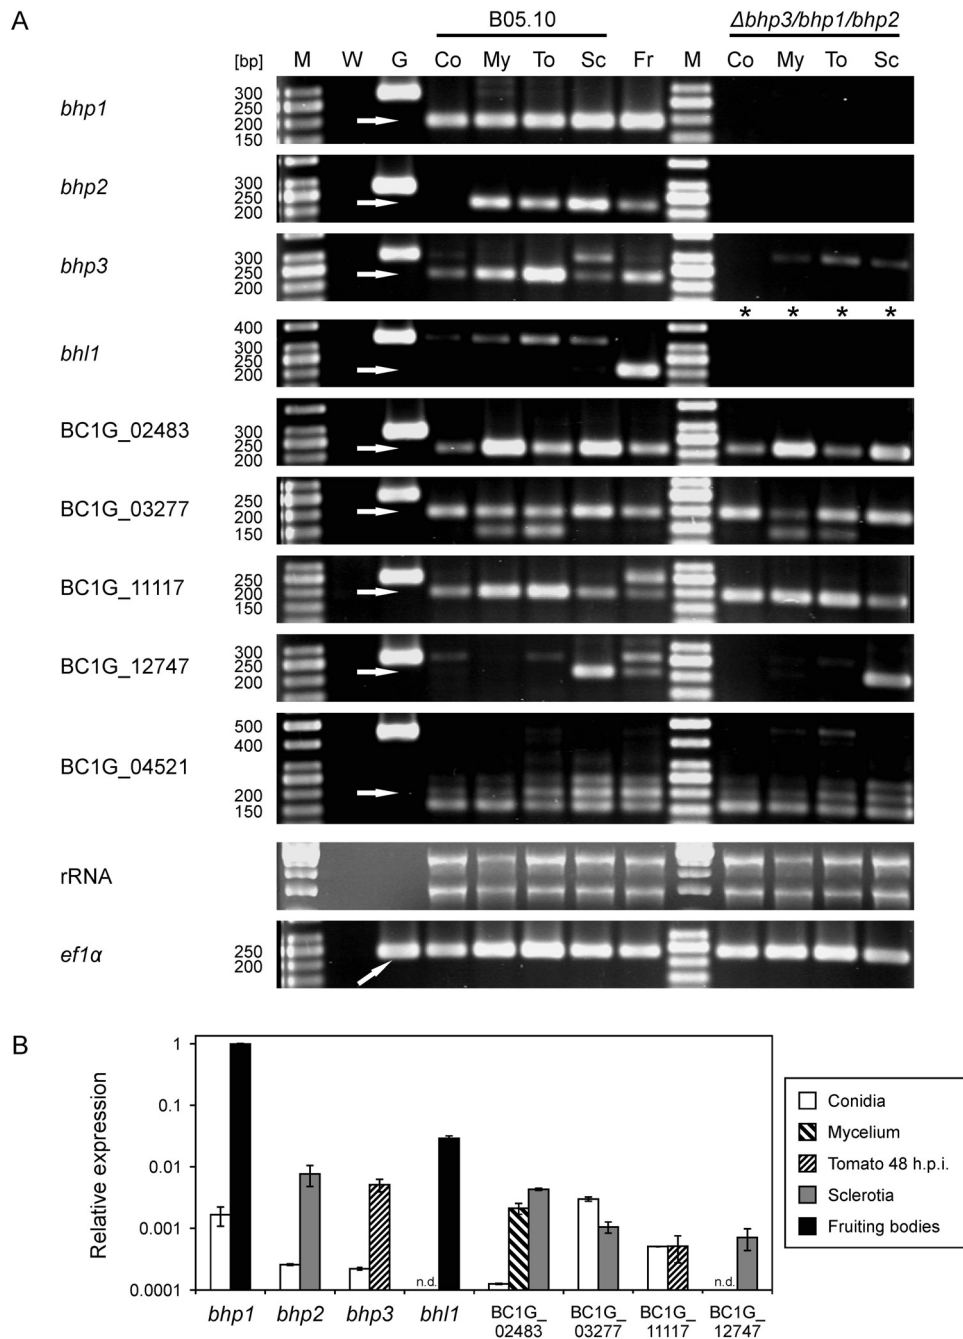 A
B05.10
Δbhp3/bhp1/bhp2
[bp] M W G Co My To Sc Fr M Co My To Sc
bhp1
300
250
200
150
bhp2
300
250
200
bhp3
300
250
200
* * * *
bhl1
400
300
250
200
BC1G_02483
300
250
200
BC1G_03277
250
200
150
BC1G_11117
250
200
150
BC1G_12747
300
250
200
BC1G_04521
500
400
200
150
rRNA
ef1α
250
200
B
Relative expression
1
0.1
0.01
0.001
0.0001
n.d.
n.d.
bhp1 bhp2 bhp3 bhl1 BC1G_ BC1G_ BC1G_ BC1G_
02483 03277 11117 12747
Conidia
Mycelium
Tomato 48 h.p.i.
Sclerotia
Fruiting bodies